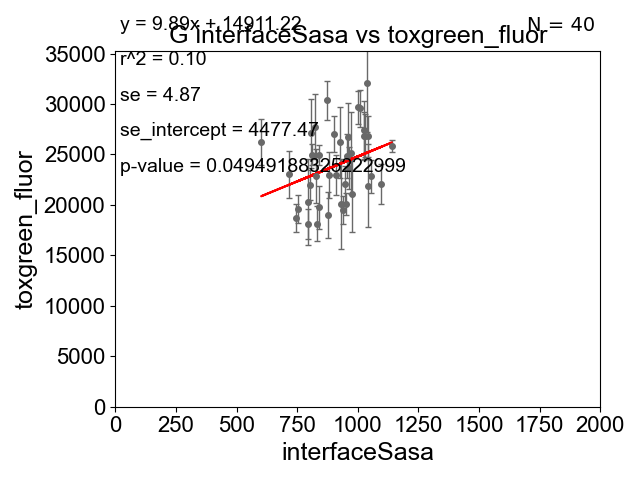 y = 9.89x + 14911.22
N = 40
G interfaceSasa vs toxgreen_fluor
r^2 = 0.10
se = 4.87
se_intercept = 4477.47
p-value = 0.04949188325222999
toxgreen_fluor
35000
30000
25000
20000
15000
10000
5000
0
0 250 500 750 1000 1250 1500 1750 2000
interfaceSasa